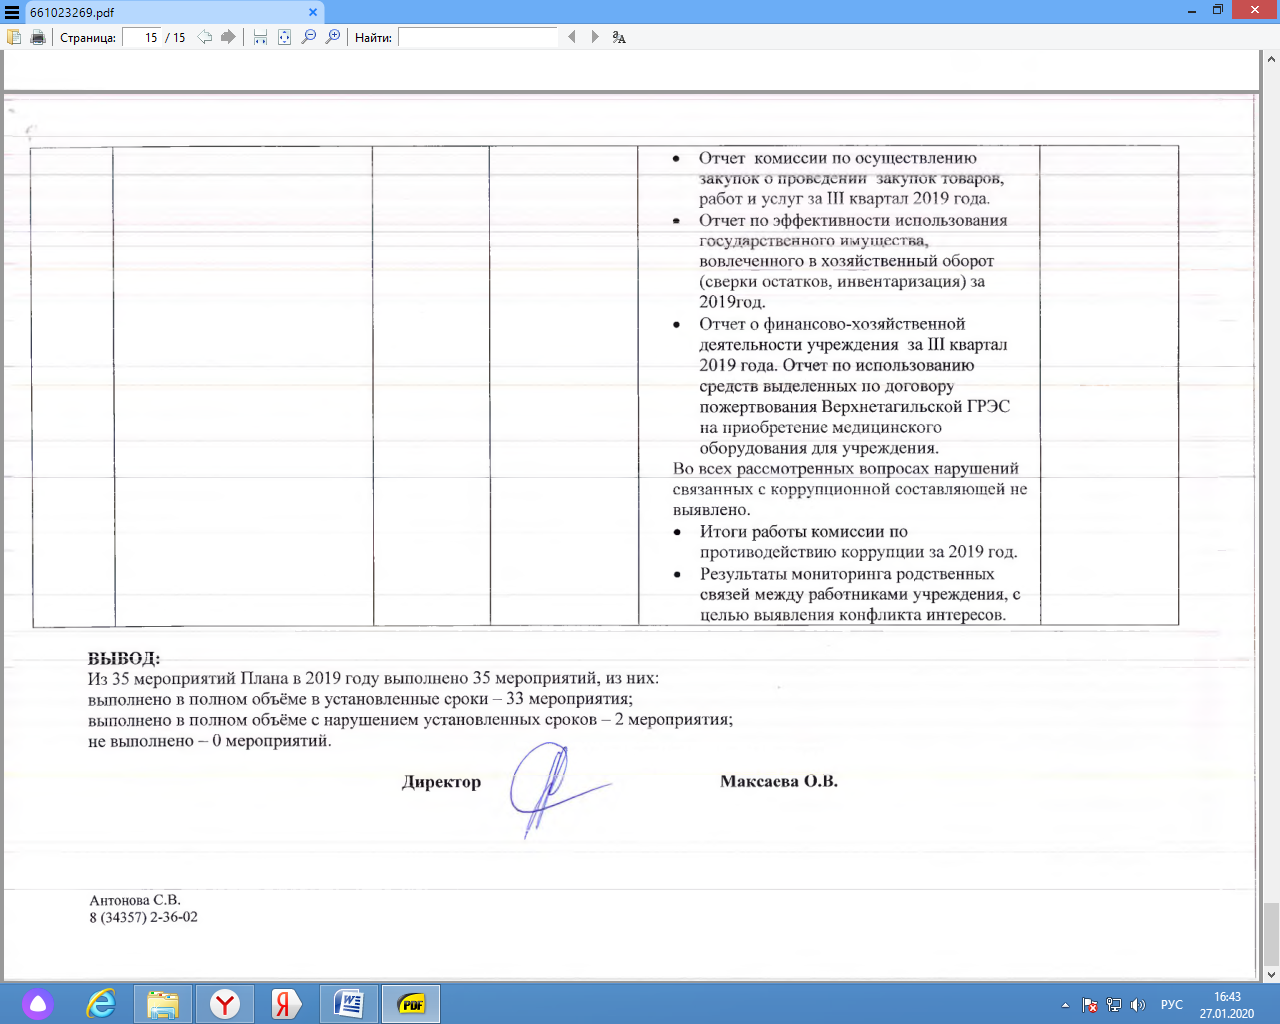 661023269.pdf
Страница: 15 / 15 Найти:
• Отчет комиссии по осуществлению
закупок о проведении закупок товаров,
работ и услуг за III квартал 2019 года.
• Отчет по эффективности использования
государственного имущества,
вовлеченного в хозяйственный оборот
(сверки остатков, инвентаризация) за
2019год.
• Отчет о финансово-хозяйственной
деятельности учреждения за III квартал
2019 года. Отчет по использованию
средств выделенных по договору
пожертвования Верхнетагильской ГРЭС
на приобретение медицинского
оборудования для учреждения.
Во всех рассмотренных вопросах нарушений
связанных с коррупционной составляющей не
выявлено.
• Итоги работы комиссии по
противодействию коррупции за 2019 год.
• Результаты мониторинга родственных
связей между работниками учреждения, с
целью выявления конфликта интересов.
ВЫВОД:
Из 35 мероприятий Плана в 2019 году выполнено 35 мероприятий, из них:
выполнено в полном объёме в установленные сроки – 33 мероприятия;
выполнено в полном объёме с нарушением установленных сроков – 2 мероприятия;
не выполнено – 0 мероприятий.
Директор Максаева О.В.
Антонова С.В.
8 (34357) 2-36-02
РУС
16:43
27.01.2020